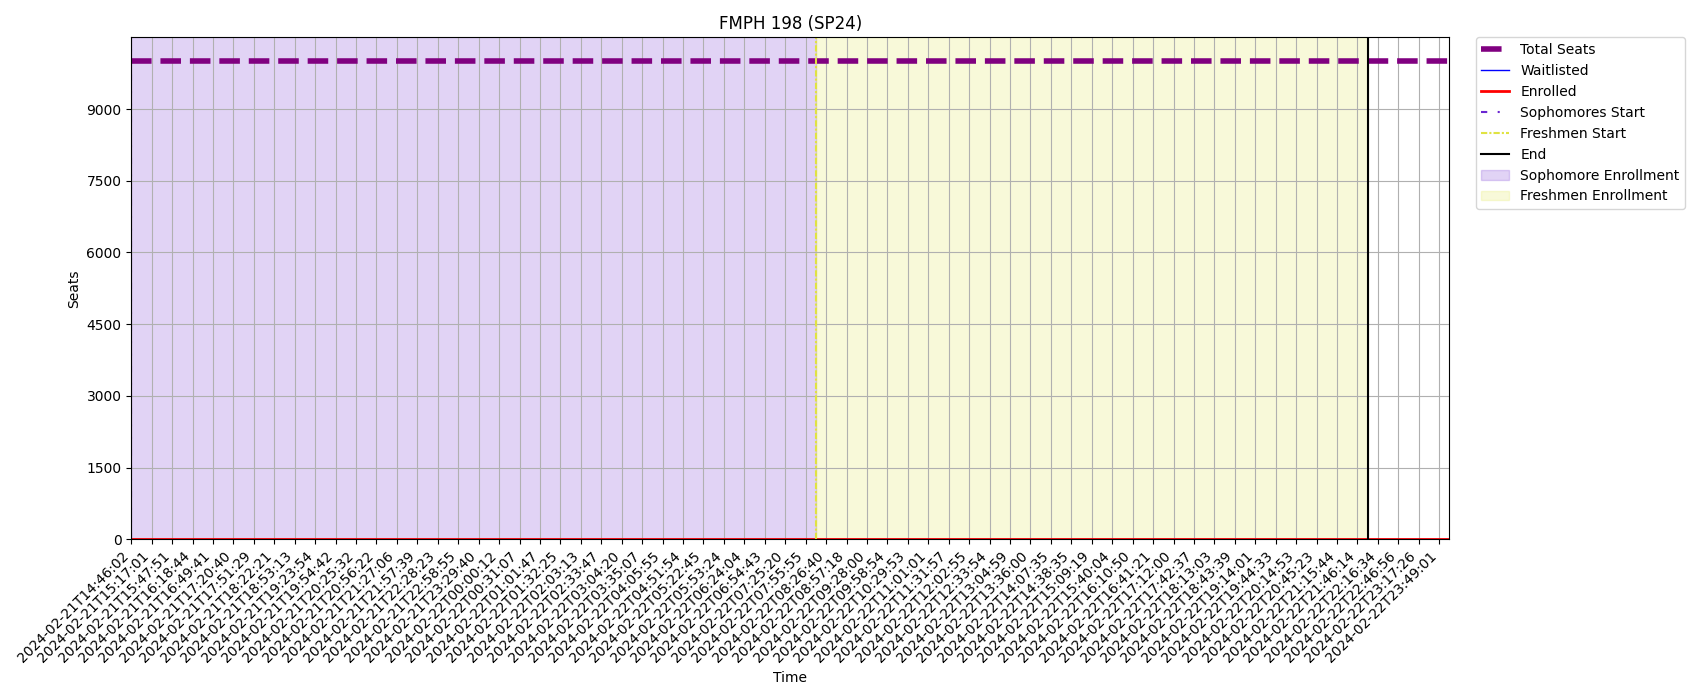 FMPH 198 (SP24)
Total Seats
Waitlisted
Enrolled
Sophomores Start
Freshmen Start
End
Sophomore Enrollment
Freshmen Enrollment
Seats
9000
7500
6000
4500
3000
1500
0
2024-02-21T14:46:02
2024-02-21T15:17:01
2024-02-21T15:47:51
2024-02-21T16:18:44
2024-02-21T16:49:41
2024-02-21T17:20:40
2024-02-21T17:51:29
2024-02-21T18:22:21
2024-02-21T18:53:13
2024-02-21T19:23:54
2024-02-21T19:54:42
2024-02-21T20:25:32
2024-02-21T20:56:22
2024-02-21T21:27:06
2024-02-21T21:57:39
2024-02-21T22:28:23
2024-02-21T22:58:55
2024-02-21T23:29:40
2024-02-22T00:00:12
2024-02-22T00:31:07
2024-02-22T01:01:47
2024-02-22T01:32:25
2024-02-22T02:03:13
2024-02-22T02:33:47
2024-02-22T03:04:20
2024-02-22T03:35:07
2024-02-22T04:05:55
2024-02-22T04:51:54
2024-02-22T05:22:45
2024-02-22T05:53:24
2024-02-22T06:24:04
2024-02-22T06:54:43
2024-02-22T07:25:20
2024-02-22T07:55:55
2024-02-22T08:26:40
2024-02-22T08:57:18
2024-02-22T09:28:00
2024-02-22T09:58:54
2024-02-22T10:29:53
2024-02-22T11:01:01
2024-02-22T11:31:57
2024-02-22T12:02:55
2024-02-22T12:33:54
2024-02-22T13:04:59
2024-02-22T13:36:00
2024-02-22T14:07:35
2024-02-22T14:38:35
2024-02-22T15:09:19
2024-02-22T15:40:04
2024-02-22T16:10:50
2024-02-22T16:41:21
2024-02-22T17:12:00
2024-02-22T17:42:37
2024-02-22T18:13:03
2024-02-22T18:43:39
2024-02-22T19:14:01
2024-02-22T19:44:33
2024-02-22T20:14:53
2024-02-22T20:45:23
2024-02-22T21:15:44
2024-02-22T21:46:14
2024-02-22T22:16:34
2024-02-22T22:46:56
2024-02-22T23:17:26
2024-02-22T23:49:01
Time